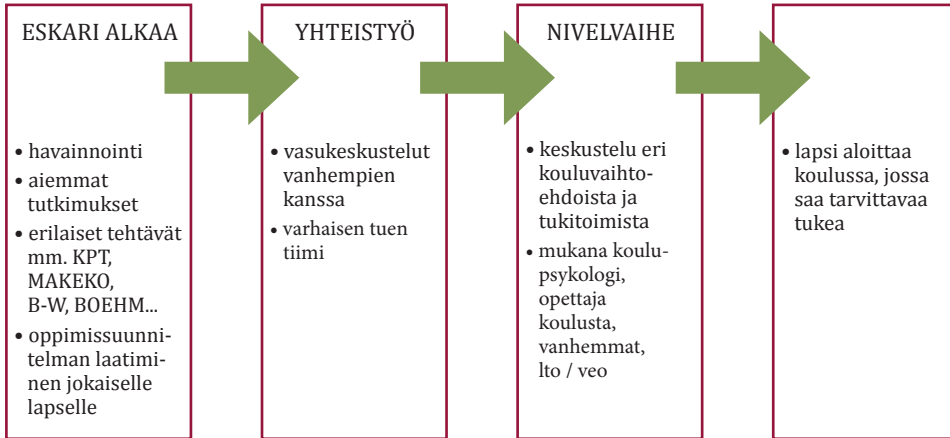 ESKARI ALKAA
• havainnointi
• aiemmat
tutkimukset
• erilaiset tehtävät
mm. KPT,
MAKEKO,
B-W, BOEHM...
• oppimissuunni-
telman laatimi-
nen jokaiselle
lapselle
YHTEISTYÖ
• vasukeskustelut
vanhempien
kanssa
• varhaisen tuen
tiimi
NIVELVAIHE
• keskustelu eri
kouluvaihto-
ehdoista ja
tukitoimista
• mukana koulu-
psykologi,
opettaja
koulusta,
vanhemmat,
lto / veo
• lapsi aloittaa
koulussa, jossa
saa tarvittavaa
tukea